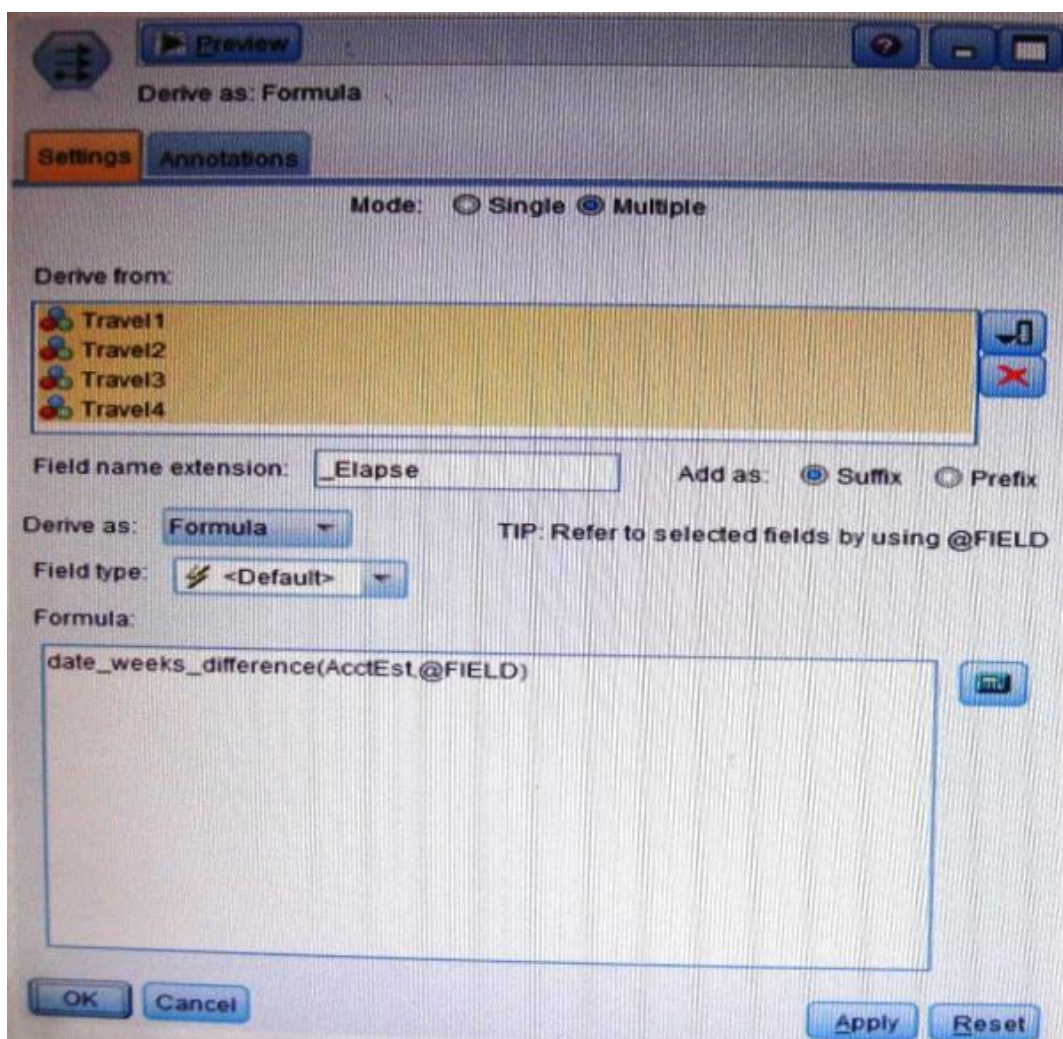 Preview
Derive as: Formula
Settings Annotations
Mode: Single Multiple
Derive from:
Travel1
Travel2
Travel3
Travel4
Field name extension: _Elapse Add as: Suffix Prefix
Derive as: Formula TIP: Refer to selected fields by using @FIELD
Field type: <Default>
Formula:
date_weeks_difference(AcctEst,@FIELD)
OK Cancel Apply Reset